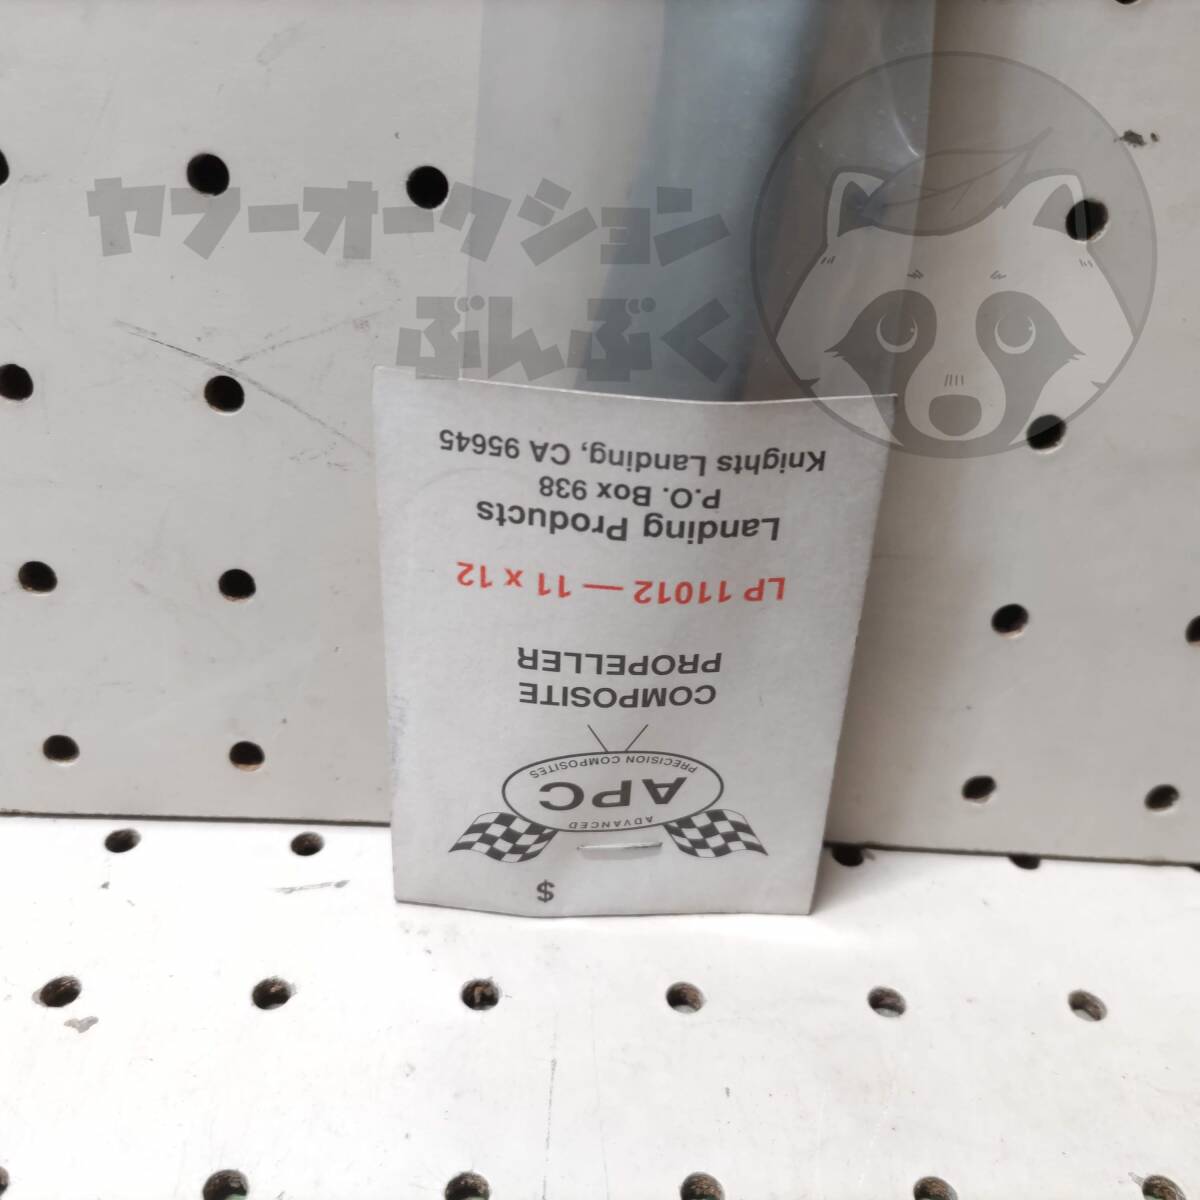 ヤフーオークション
ぶんぶく
$
ADVANCED
APC
PRECISION COMPOSITES
COMPOSITE
PROPELLER
LP 11012 — 11 x 12
Landing Products
P.O. Box 938
Knights Landing, CA 95645